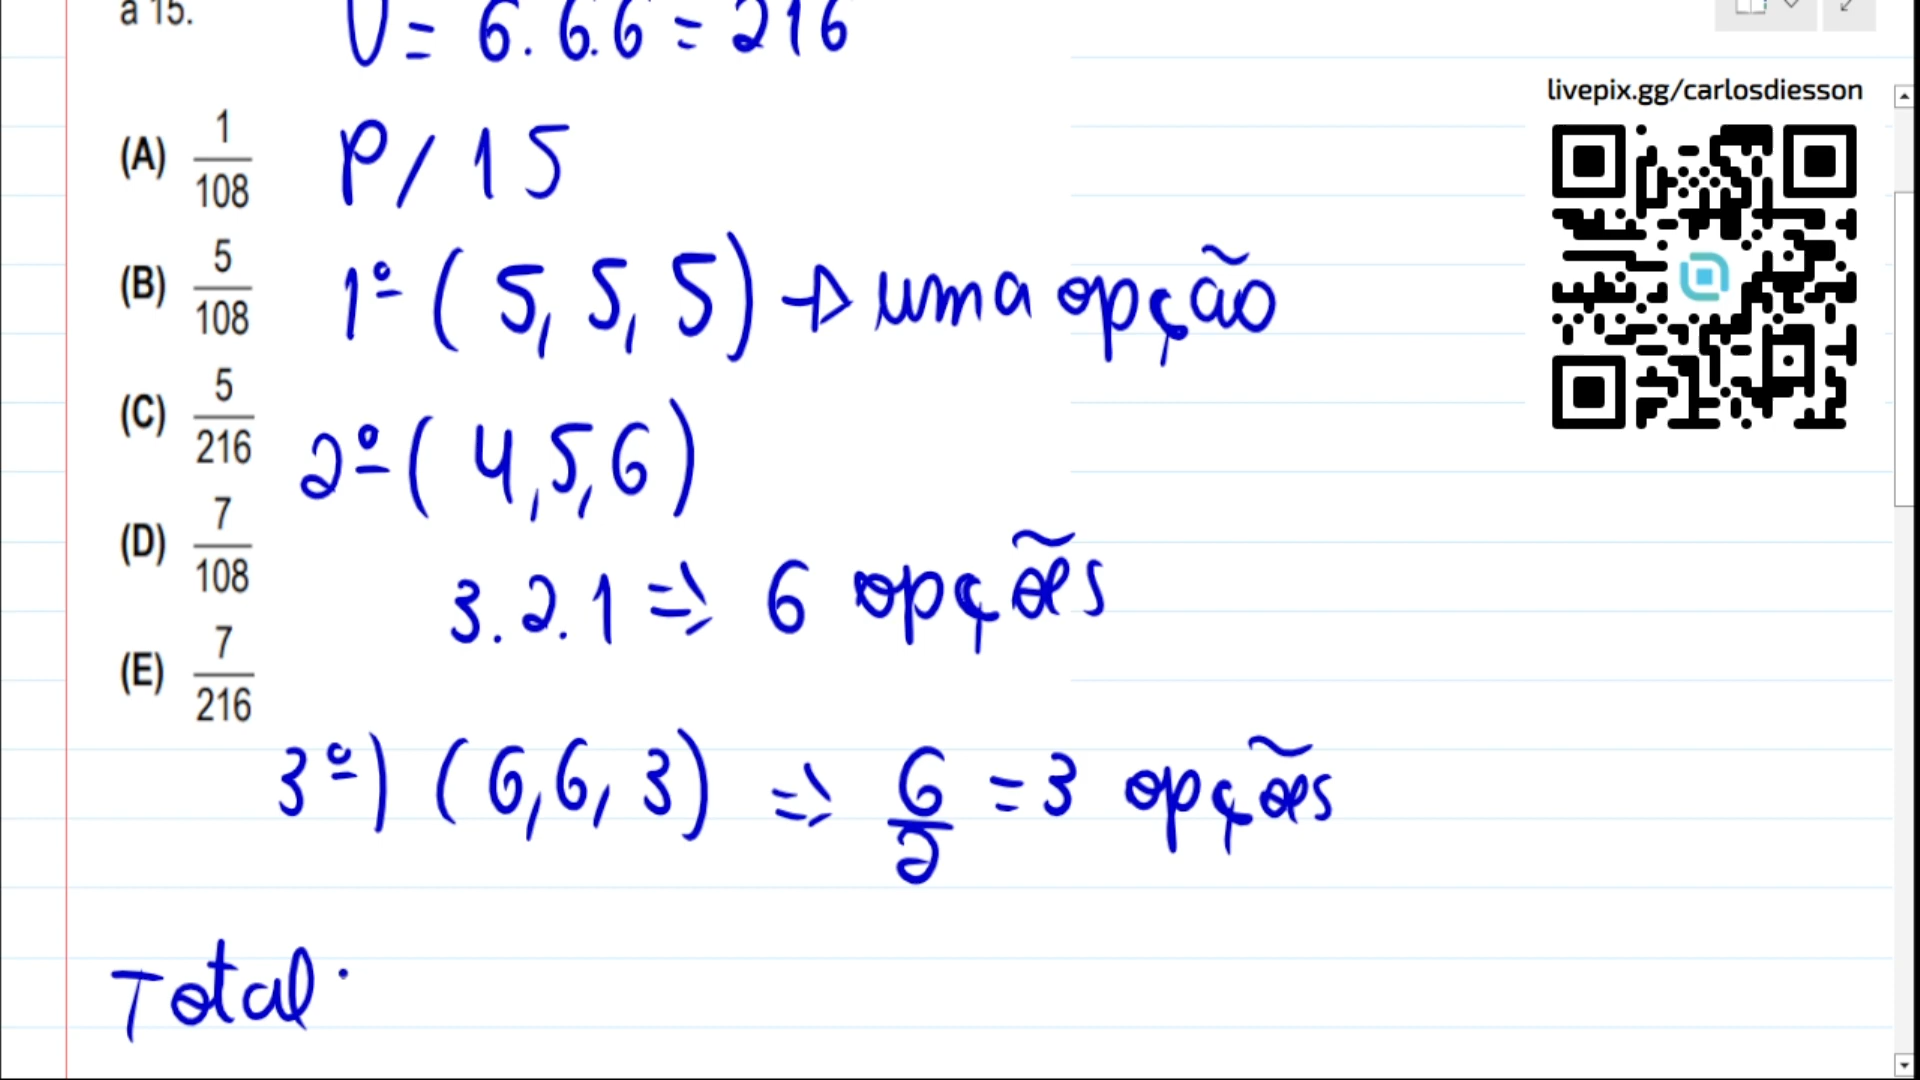 a 15.
U = 6.6.6 = 216
livepix.gg/carlosdiesson
(A) 1/108
P/ 15
(B) 5/108
1º (5, 5, 5) → uma opção
(C) 5/216
2º (4, 5, 6)
(D) 7/108
3.2.1 => 6 opções
(E) 7/216
3º) (6, 6, 3) => 6/2 = 3 opções
Total: